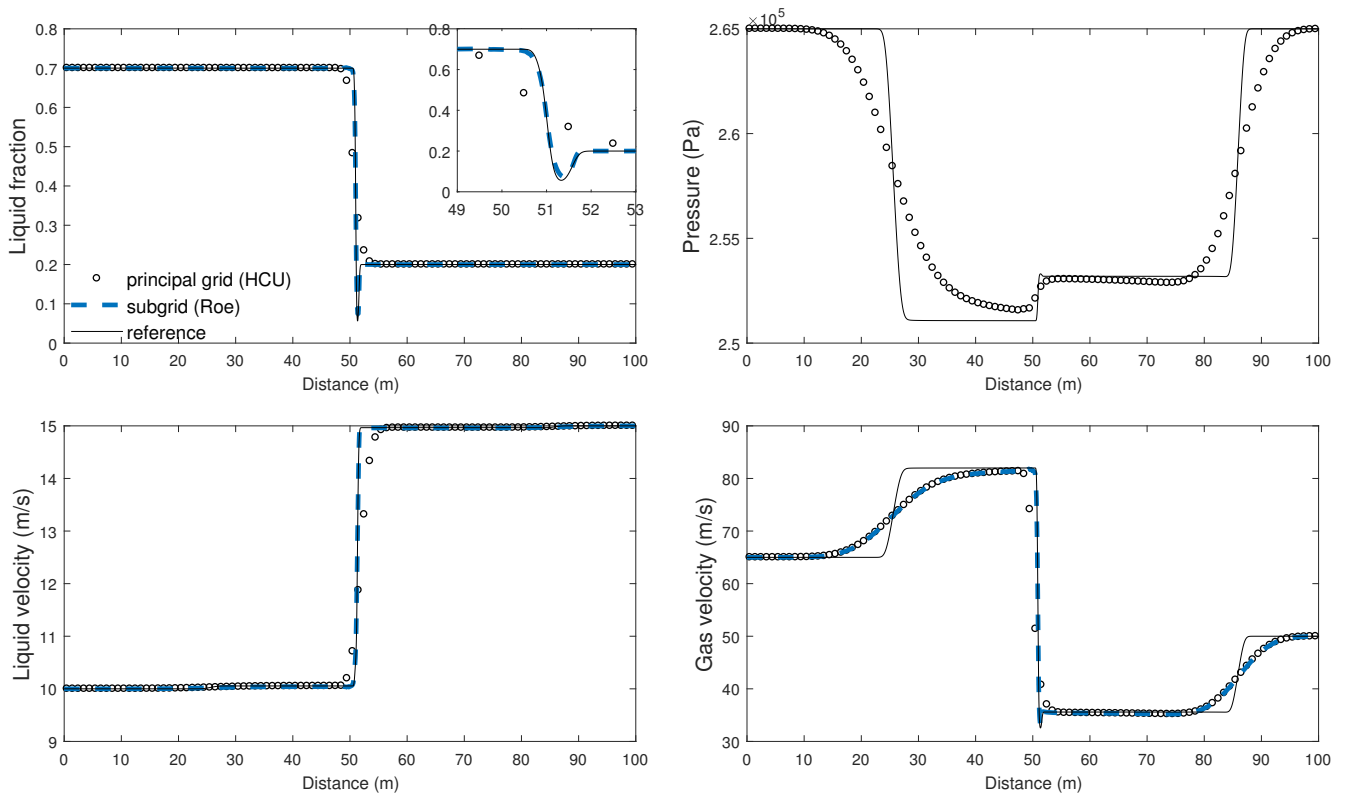 Liquid fraction
0.8
0.7
0.6
0.5
0.4
0.3
0.2
0.1
0
0.8
0.6
0.4
0.2
0
49 50 51 52 53
principal grid (HCU)
subgrid (Roe)
reference
0 10 20 30 40 50 60 70 80 90 100
Distance (m)
Pressure (Pa)
×10⁵
2.65
2.6
2.55
2.5
0 10 20 30 40 50 60 70 80 90 100
Distance (m)
Liquid velocity (m/s)
15
14
13
12
11
10
9
0 10 20 30 40 50 60 70 80 90 100
Distance (m)
Gas velocity (m/s)
90
80
70
60
50
40
30
0 10 20 30 40 50 60 70 80 90 100
Distance (m)